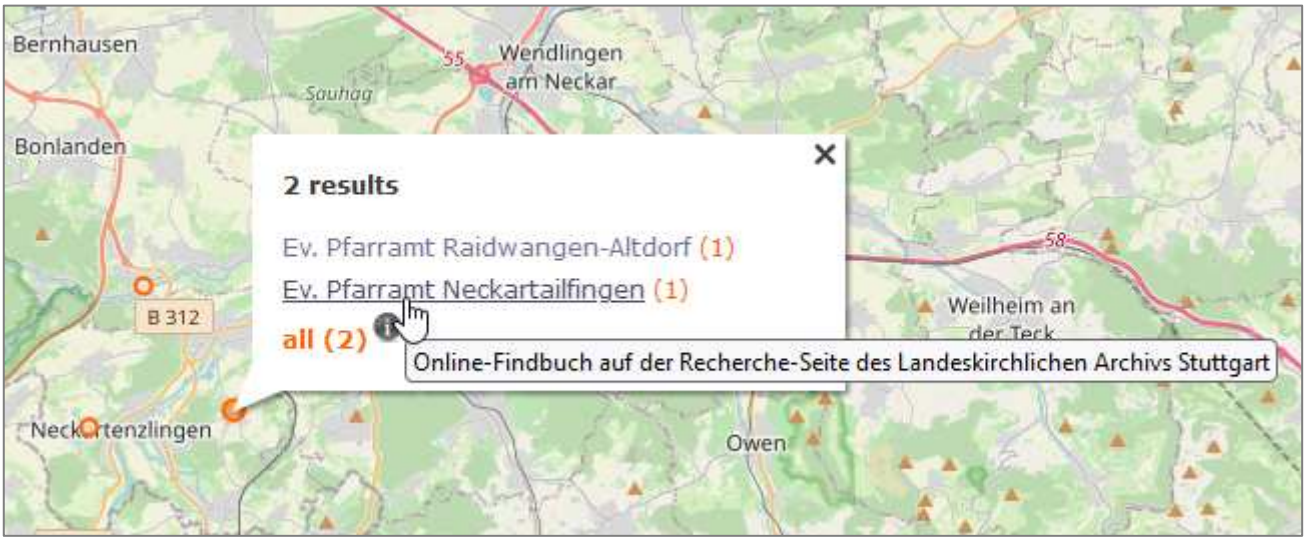 Bernhausen
55
Wendlingen
am Neckar
Sauhag
Bonlanden
2 results
Ev. Pfarramt Raidwangen-Altdorf (1)
58
Ev. Pfarramt Neckartailfingen (1)
B 312
Weilheim an
der Teck
all (2)
Online-Findbuch auf der Recherche-Seite des Landeskirchlichen Archivs Stuttgart
Neckartenzlingen
Owen